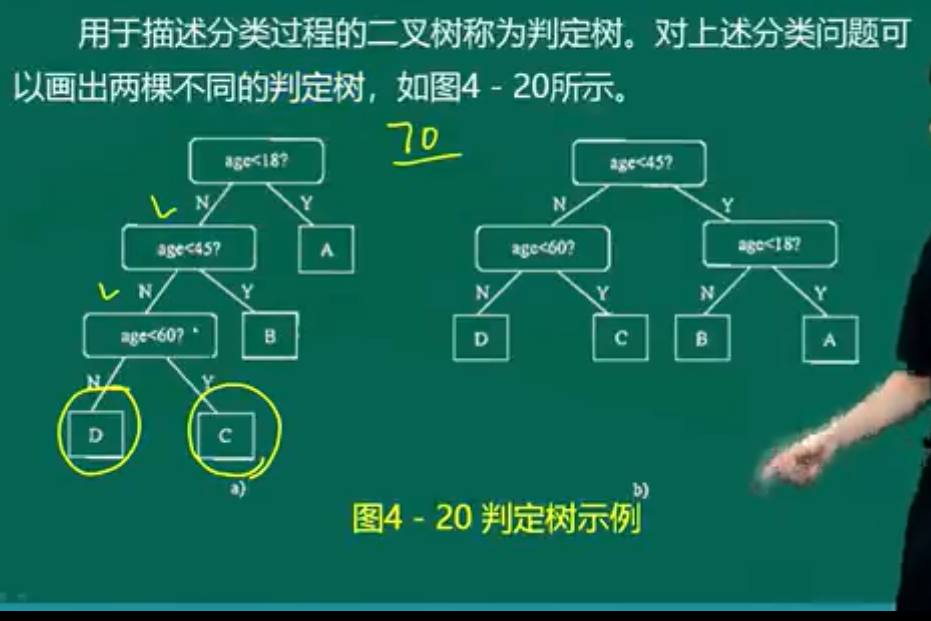 用于描述分类过程的二叉树称为判定树。对上述分类问题可
以画出两棵不同的判定树，如图4 - 20所示。
70
age<18?
age<45?
N
Y
N
Y
age<45?
A
age<60?
age<18?
N
Y
N
Y
N
Y
age<60?
B
D
C
B
A
N
Y
D
C
a)
b)
图4 - 20 判定树示例